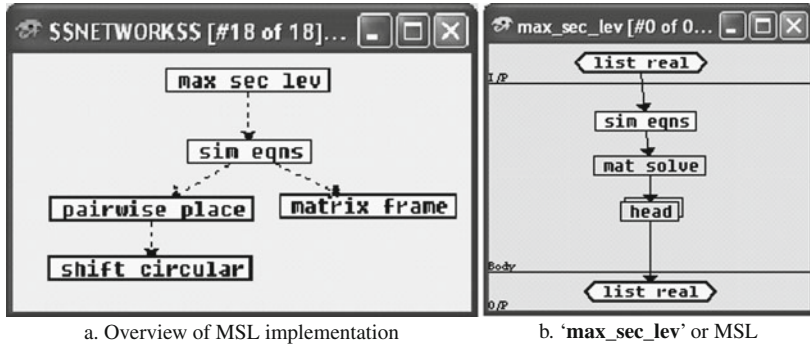 $$NETWORK$$ [#18 of 18]...
max sec lev
sim eqns
pairwise place
matrix frame
shift circular
a. Overview of MSL implementation
max_sec_lev [#0 of 0...
list real
I/P
sim eqns
mat solve
head
Body
list real
O/P
b. ‘max_sec_lev’ or MSL